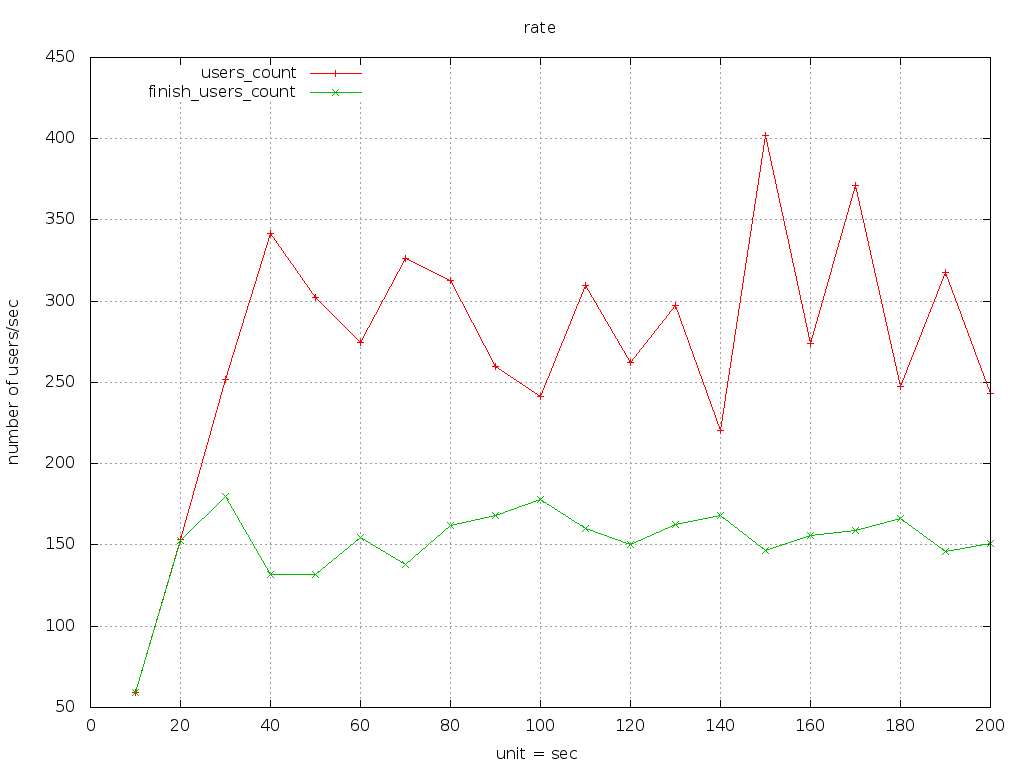 rate
users_count
finish_users_count
450
400
350
300
250
200
150
100
50
number of users/sec
0 20 40 60 80 100 120 140 160 180 200
unit = sec